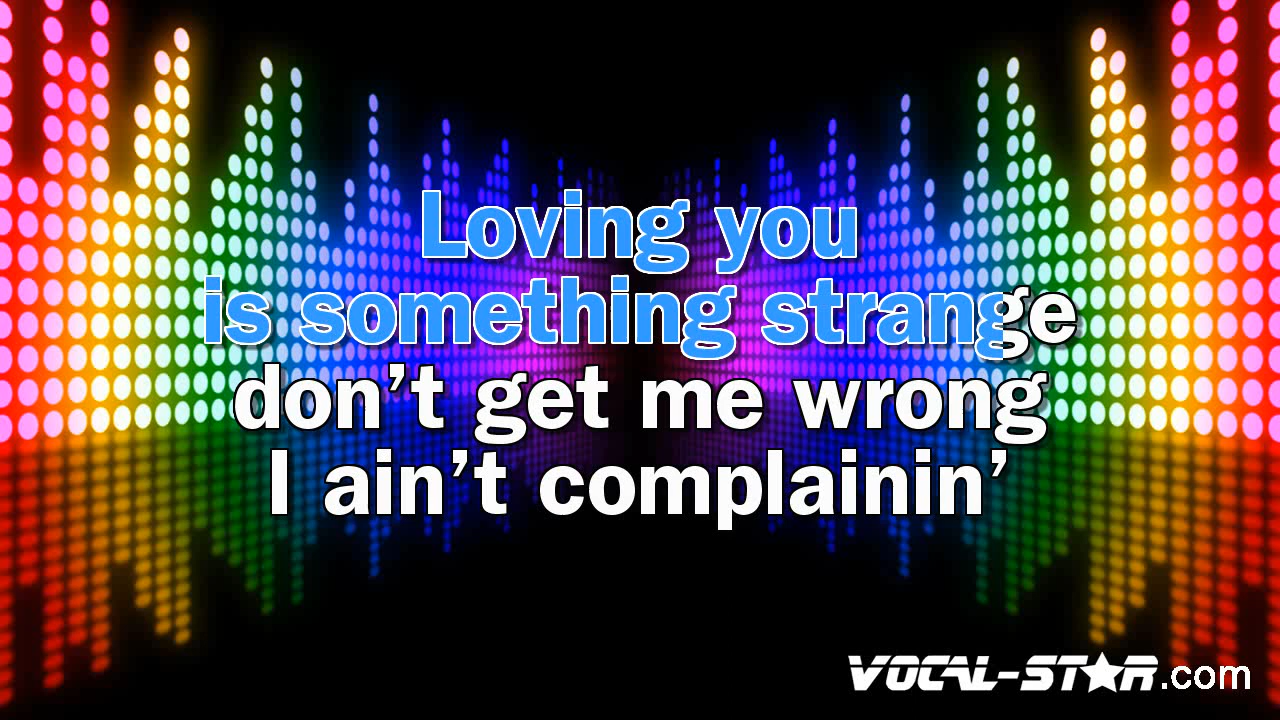 Loving you
is something strange
don’t get me wrong
I ain’t complainin’
VOCAL-STAR.com